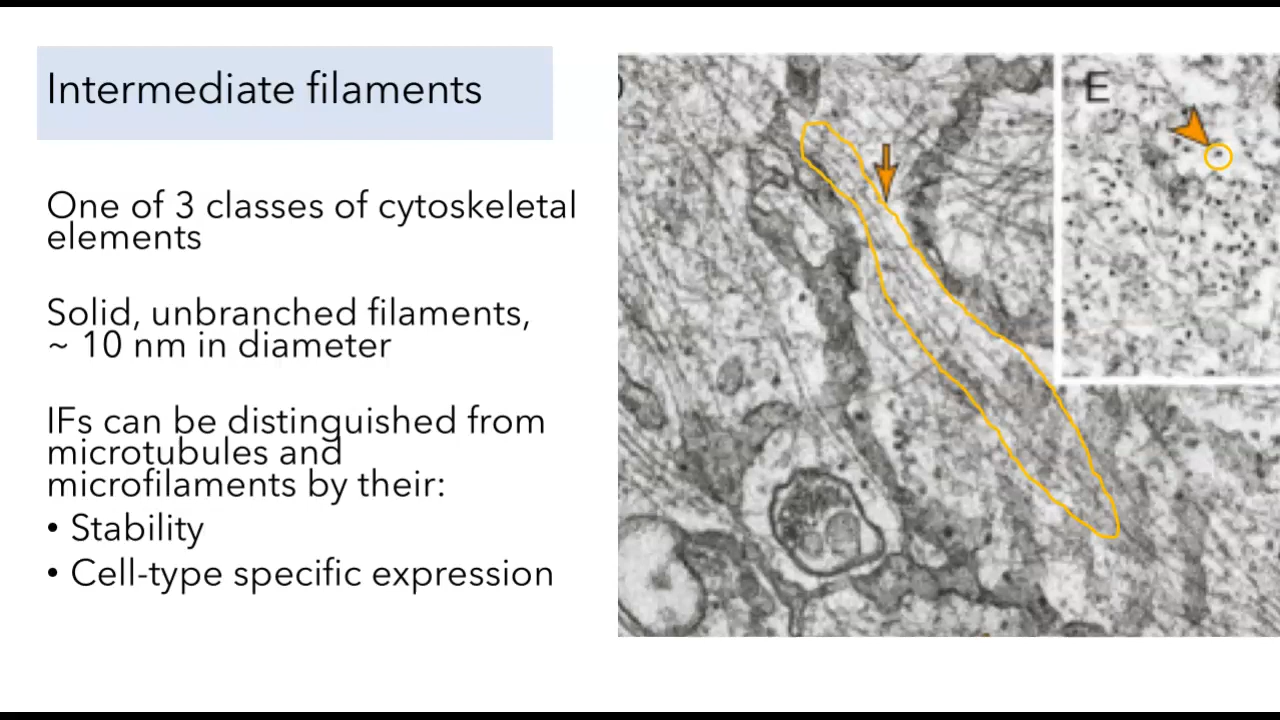 Intermediate filaments
One of 3 classes of cytoskeletal
elements
Solid, unbranched filaments,
~ 10 nm in diameter
IFs can be distinguished from
microtubules and
microfilaments by their:
• Stability
• Cell-type specific expression
E